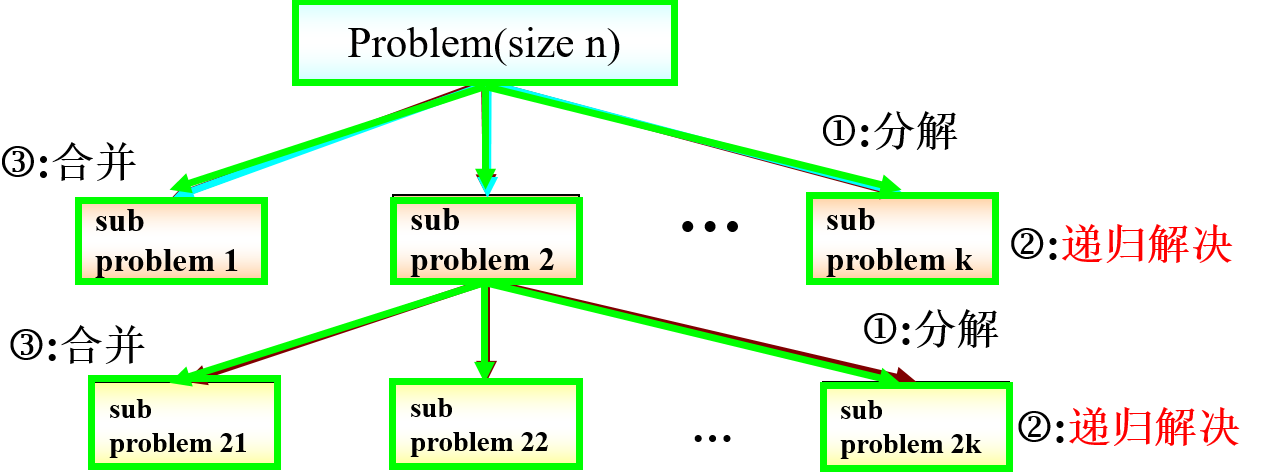 Problem(size n)
①:分解
③:合并
sub
problem 1
sub
problem 2
...
sub
problem k
②:递归解决
①:分解
③:合并
sub
problem 21
sub
problem 22
...
sub
problem 2k
②:递归解决